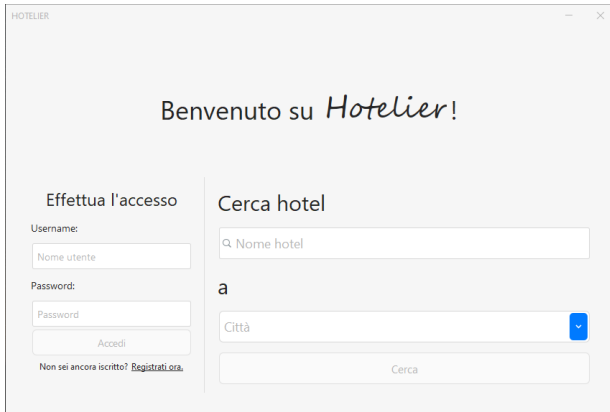 HOTELIER
Benvenuto su Hotelier!
Effettua l'accesso
Username:
Nome utente
Password:
Password
Accedi
Non sei ancora iscritto? Registrati ora.
Cerca hotel
Nome hotel
a
Città
Cerca